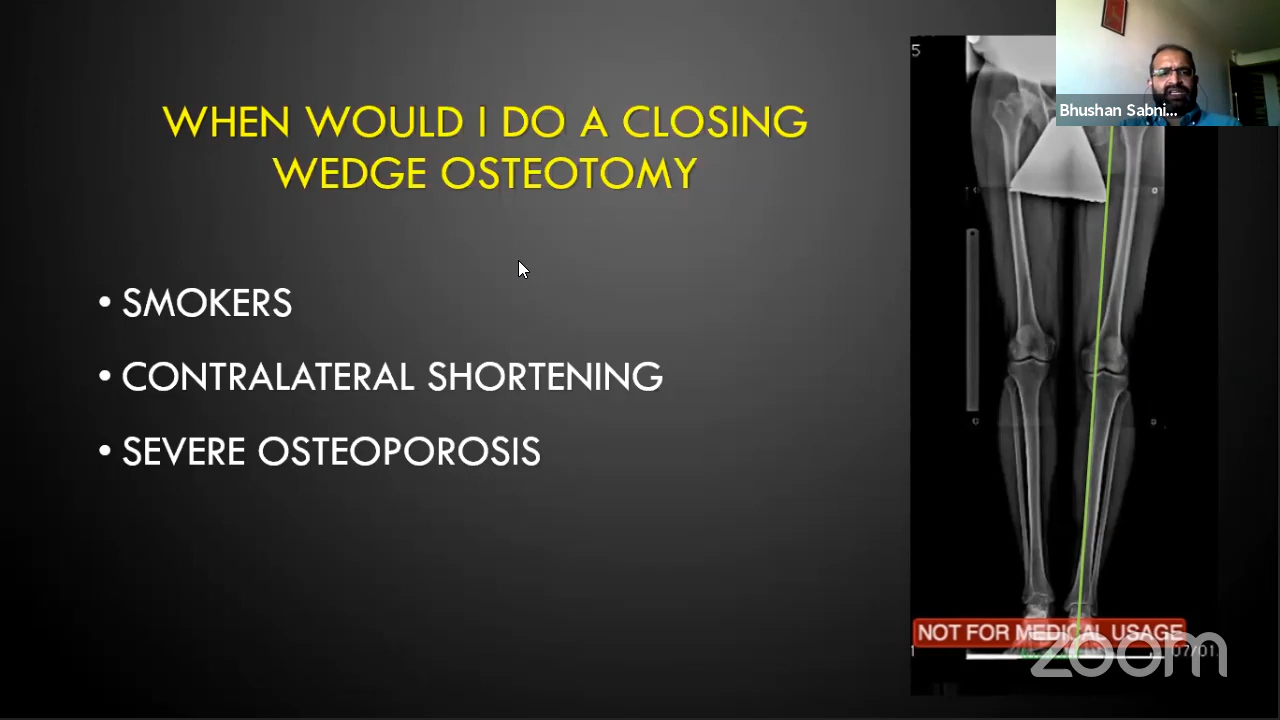 5
Bhushan Sabni...
WHEN WOULD I DO A CLOSING
WEDGE OSTEOTOMY
• SMOKERS
• CONTRALATERAL SHORTENING
• SEVERE OSTEOPOROSIS
NOT FOR MEDICAL USAGE
zoom